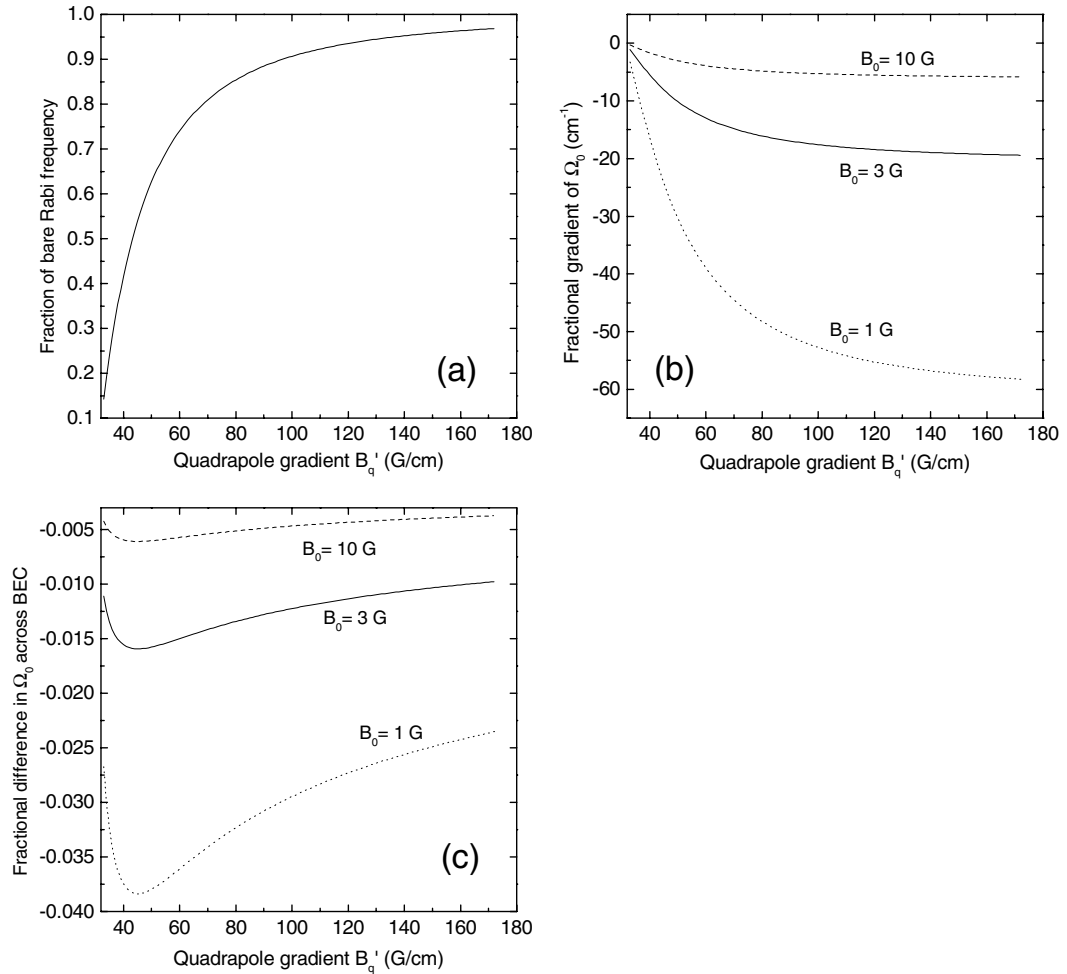 1.0
0.9
0.8
0.7
0.6
0.5
0.4
0.3
0.2
0.1
40 60 80 100 120 140 160 180
Fraction of bare Rabi frequency
Quadrapole gradient B_q' (G/cm)
(a)
0
-10
-20
-30
-40
-50
-60
40 60 80 100 120 140 160 180
Fractional gradient of Ω_0 (cm^-1)
Quadrapole gradient B_q' (G/cm)
B_0= 10 G
B_0= 3 G
B_0= 1 G
(b)
-0.005
-0.010
-0.015
-0.020
-0.025
-0.030
-0.035
-0.040
40 60 80 100 120 140 160 180
Fractional difference in Ω_0 across BEC
Quadrapole gradient B_q' (G/cm)
B_0= 10 G
B_0= 3 G
B_0= 1 G
(c)